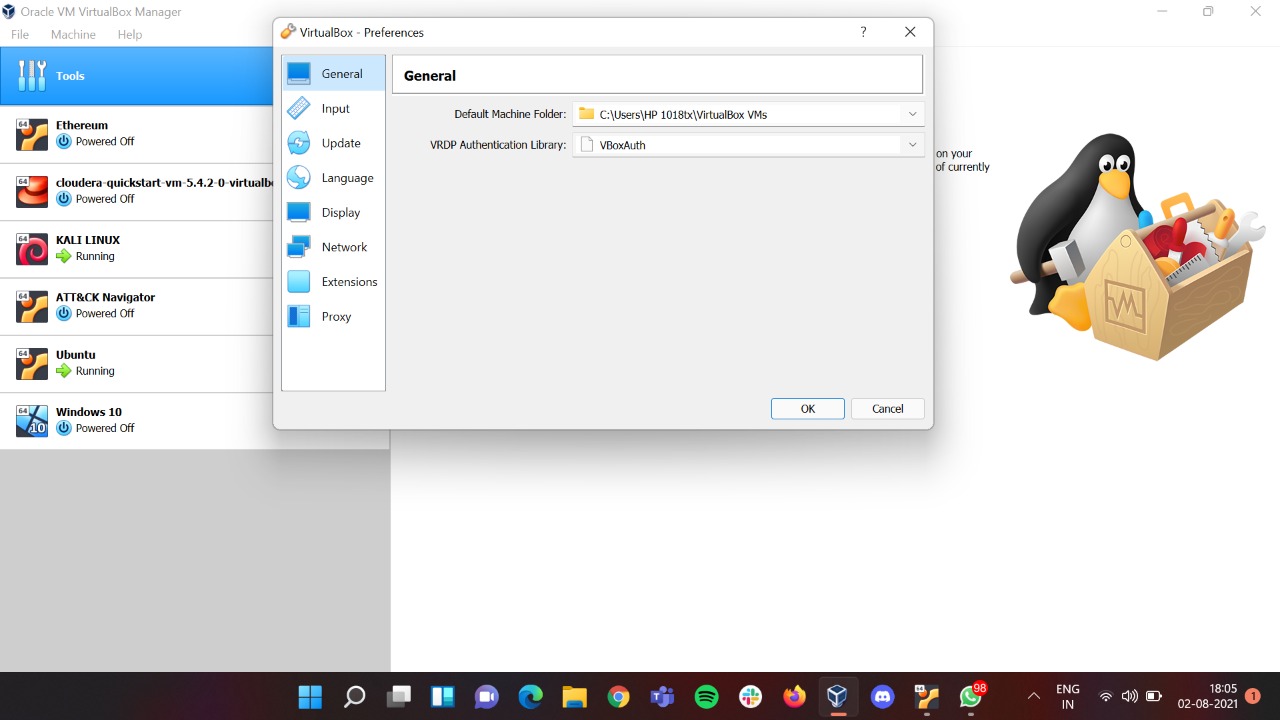 Oracle VM VirtualBox Manager
File Machine Help
Tools
64
Ethereum
Powered Off
64
cloudera-quickstart-vm-5.4.2-0-virtualb
Powered Off
64
KALI LINUX
Running
64
ATT&CK Navigator
Powered Off
64
Ubuntu
Running
64
10
Windows 10
Powered Off
VirtualBox - Preferences
?
General
Input
Update
Language
Display
Network
Extensions
Proxy
General
Default Machine Folder: C:\Users\HP 1018tx\VirtualBox VMs
VRDP Authentication Library: VBoxAuth
OK Cancel
on your
of currently
64
98
ENG
IN
18:05
02-08-2021
1